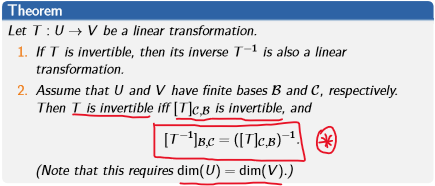 Theorem
Let T : U → V be a linear transformation.
1. If T is invertible, then its inverse T⁻¹ is also a linear
transformation.
2. Assume that U and V have finite bases ℬ and 𝒞, respectively.
Then T is invertible iff [T]𝒞,ℬ is invertible, and
[T⁻¹]ℬ,𝒞 = ([T]𝒞,ℬ)⁻¹. *
(Note that this requires dim(U) = dim(V).)